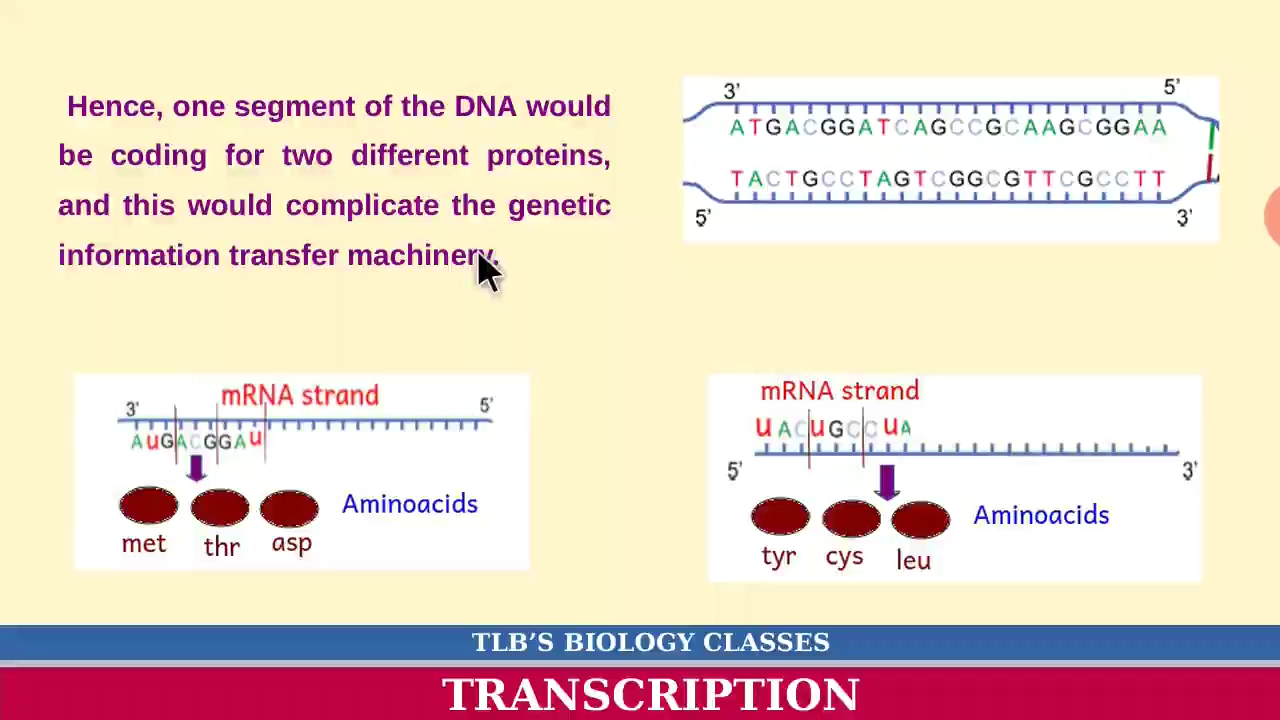 Hence, one segment of the DNA would
be coding for two different proteins,
and this would complicate the genetic
information transfer machinery.
3' 5'
ATGACGGATCAGCCGCAAGCGGAA
TACTGCCTAGTCGGCGTTCGCCTT
5' 3'
mRNA strand
3' 5'
AuGACGGAu
Aminoacids
met thr asp
mRNA strand
uACuGCCuA
5' 3'
Aminoacids
tyr cys leu
TLB'S BIOLOGY CLASSES
TRANSCRIPTION